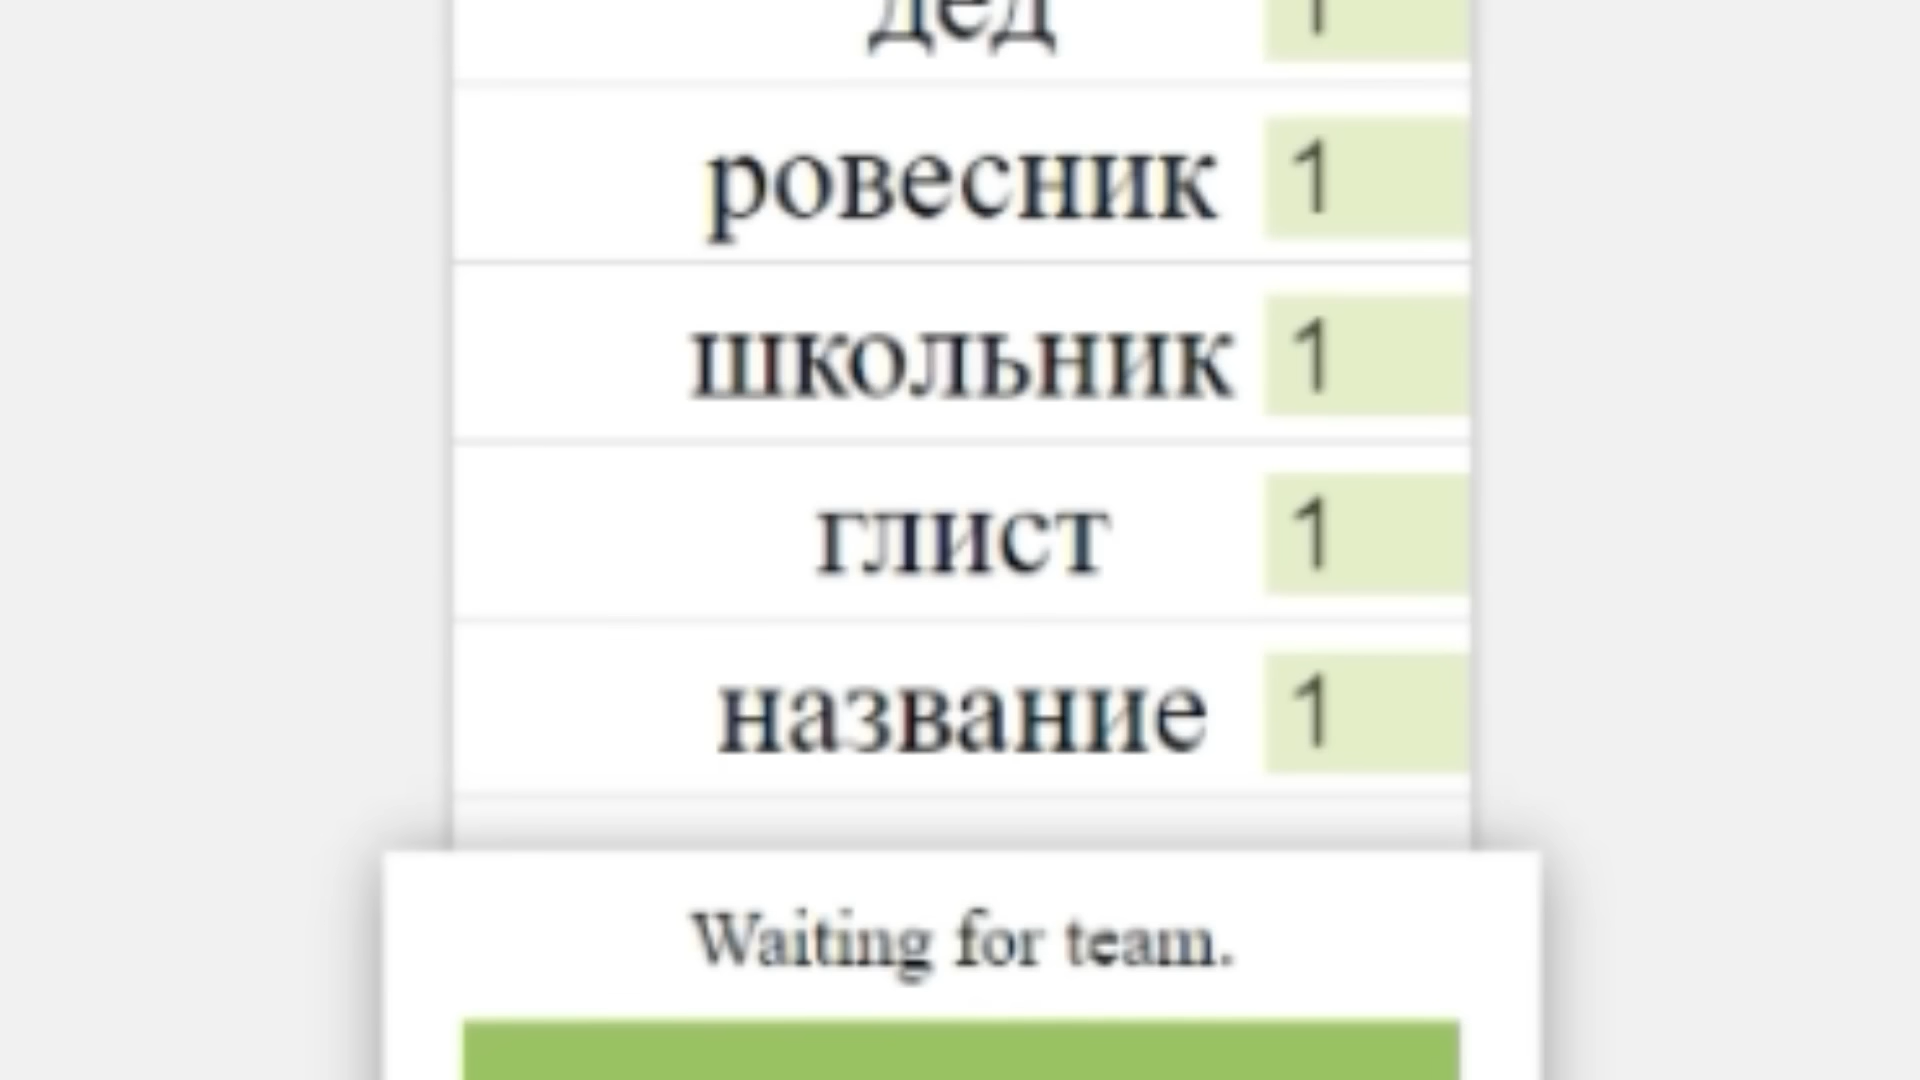 дед 1
ровесник 1
школьник 1
глист 1
название 1
Waiting for team.